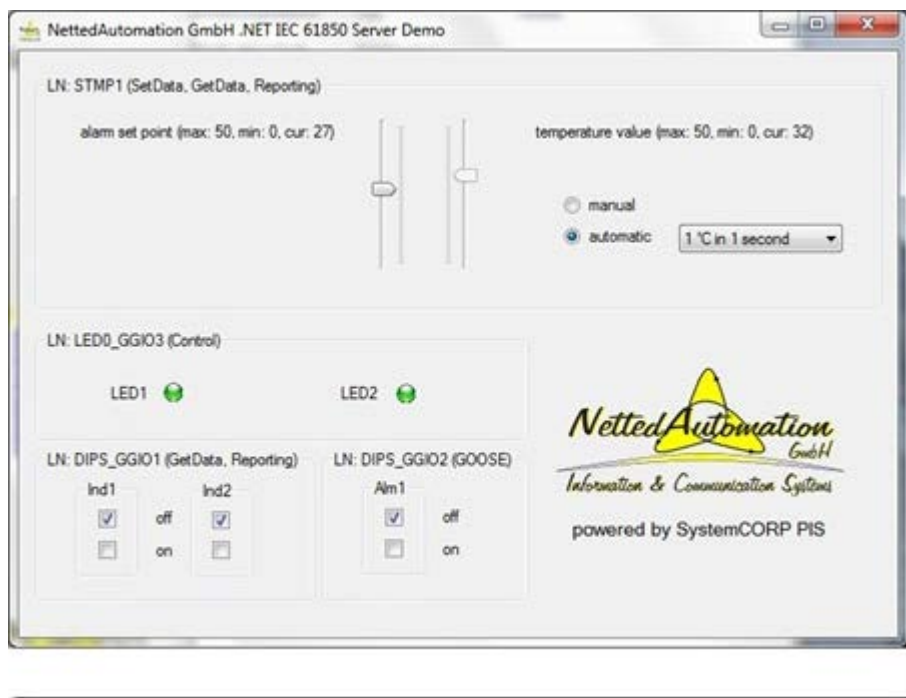 NettedAutomation GmbH .NET IEC 61850 Server Demo
LN: STMP1 (SetData, GetData, Reporting)
alarm set point (max: 50, min: 0, cur: 27)
temperature value (max: 50, min: 0, cur: 32)
manual
automatic
1 °C in 1 second
LN: LED0_GGIO3 (Control)
LED1
LED2
LN: DIPS_GGIO1 (GetData, Reporting)
Ind1
Ind2
off
on
LN: DIPS_GGIO2 (GOOSE)
Alm1
off
on
NettedAutomation
GmbH
Information & Communication Systems
powered by SystemCORP PIS